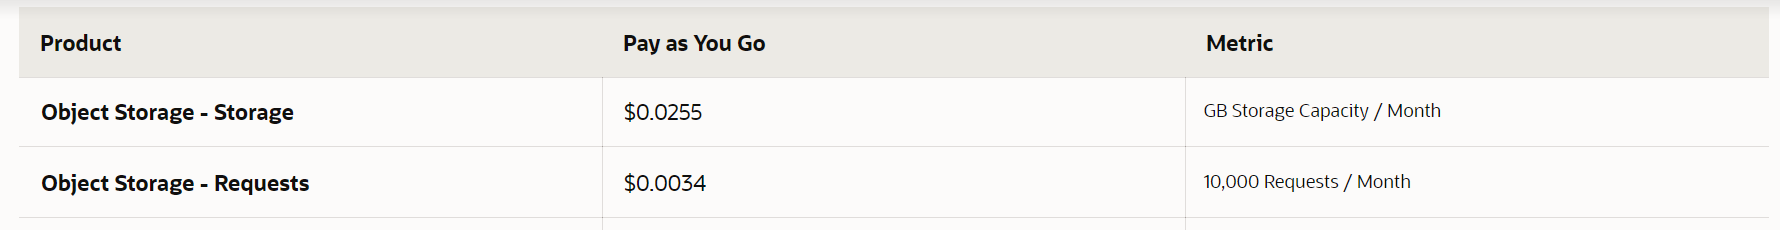 Product Pay as You Go Metric
Object Storage - Storage $0.0255 GB Storage Capacity / Month
Object Storage - Requests $0.0034 10,000 Requests / Month